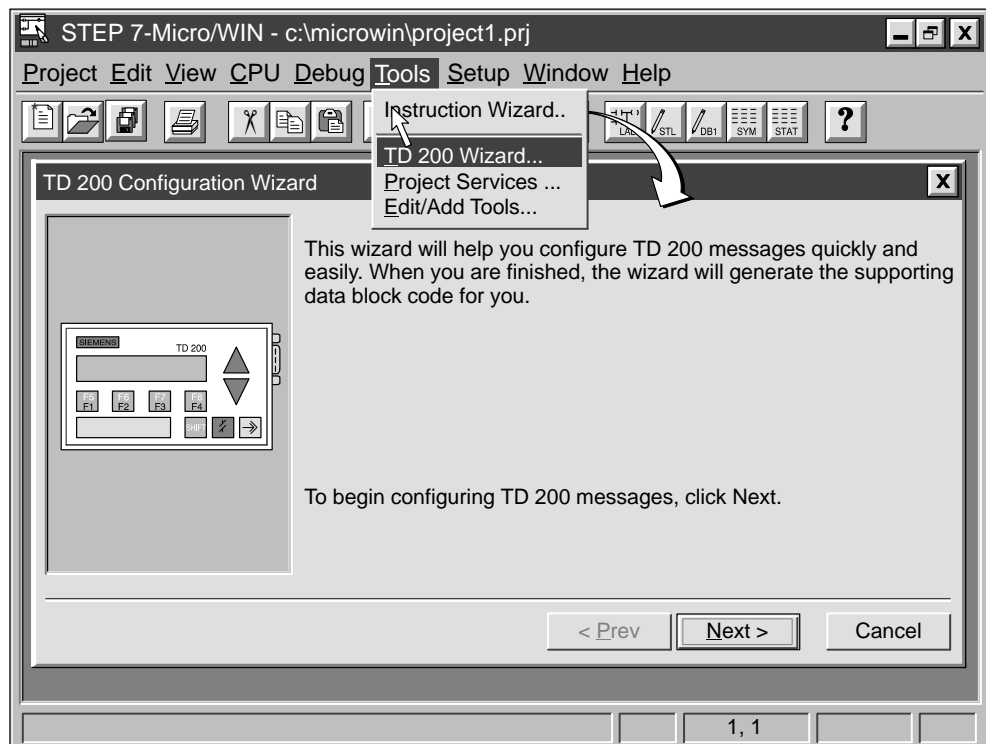 STEP 7-Micro/WIN - c:\microwin\project1.prj
Project Edit View CPU Debug Tools Setup Window Help
Instruction Wizard..
TD 200 Wizard...
Project Services ...
Edit/Add Tools...
STL
DB1
SYM
STAT
?
TD 200 Configuration Wizard
X
This wizard will help you configure TD 200 messages quickly and
easily. When you are finished, the wizard will generate the supporting
data block code for you.
SIEMENS
TD 200
F5 F6 F7 F8
F1 F2 F3 F4
SHIFT
To begin configuring TD 200 messages, click Next.
< Prev Next > Cancel
1, 1